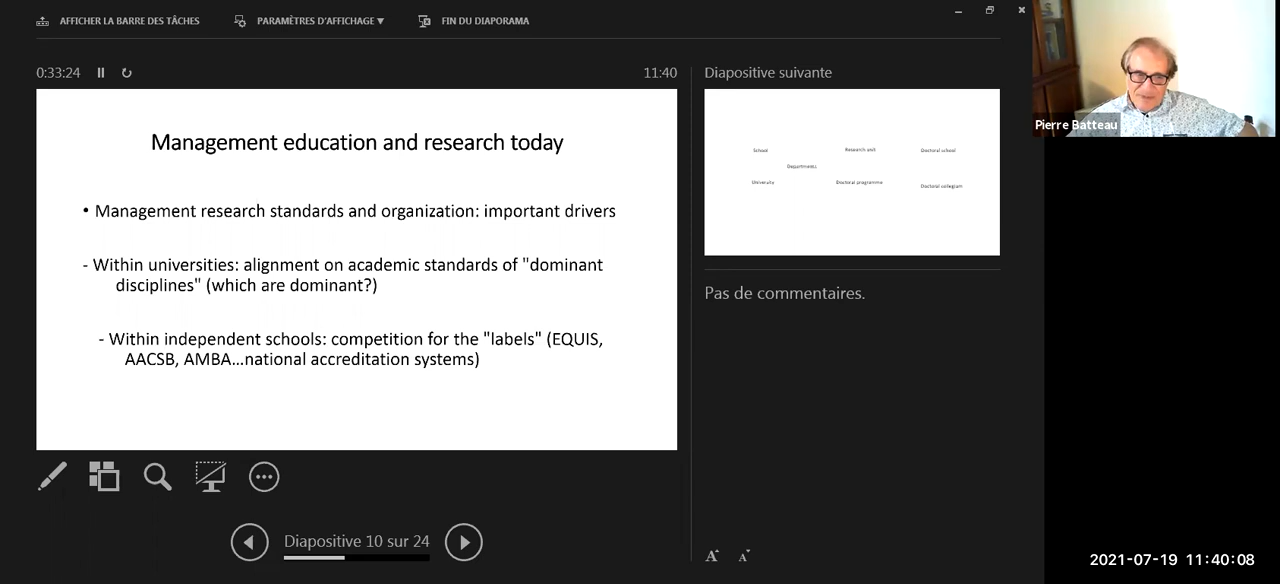 AFFICHER LA BARRE DES TÂCHES
PARAMÈTRES D'AFFICHAGE ▼
FIN DU DIAPORAMA
0:33:24
11:40
Management education and research today
• Management research standards and organization: important drivers
- Within universities: alignment on academic standards of "dominant
disciplines" (which are dominant?)
- Within independent schools: competition for the "labels" (EQUIS,
AACSB, AMBA...national accreditation systems)
Diapositive 10 sur 24
Diapositive suivante
School
Research unit
Doctoral school
Departments
University
Doctoral programme
Doctoral collegium
Pas de commentaires.
A A
Pierre Batteau
2021-07-19 11:40:08